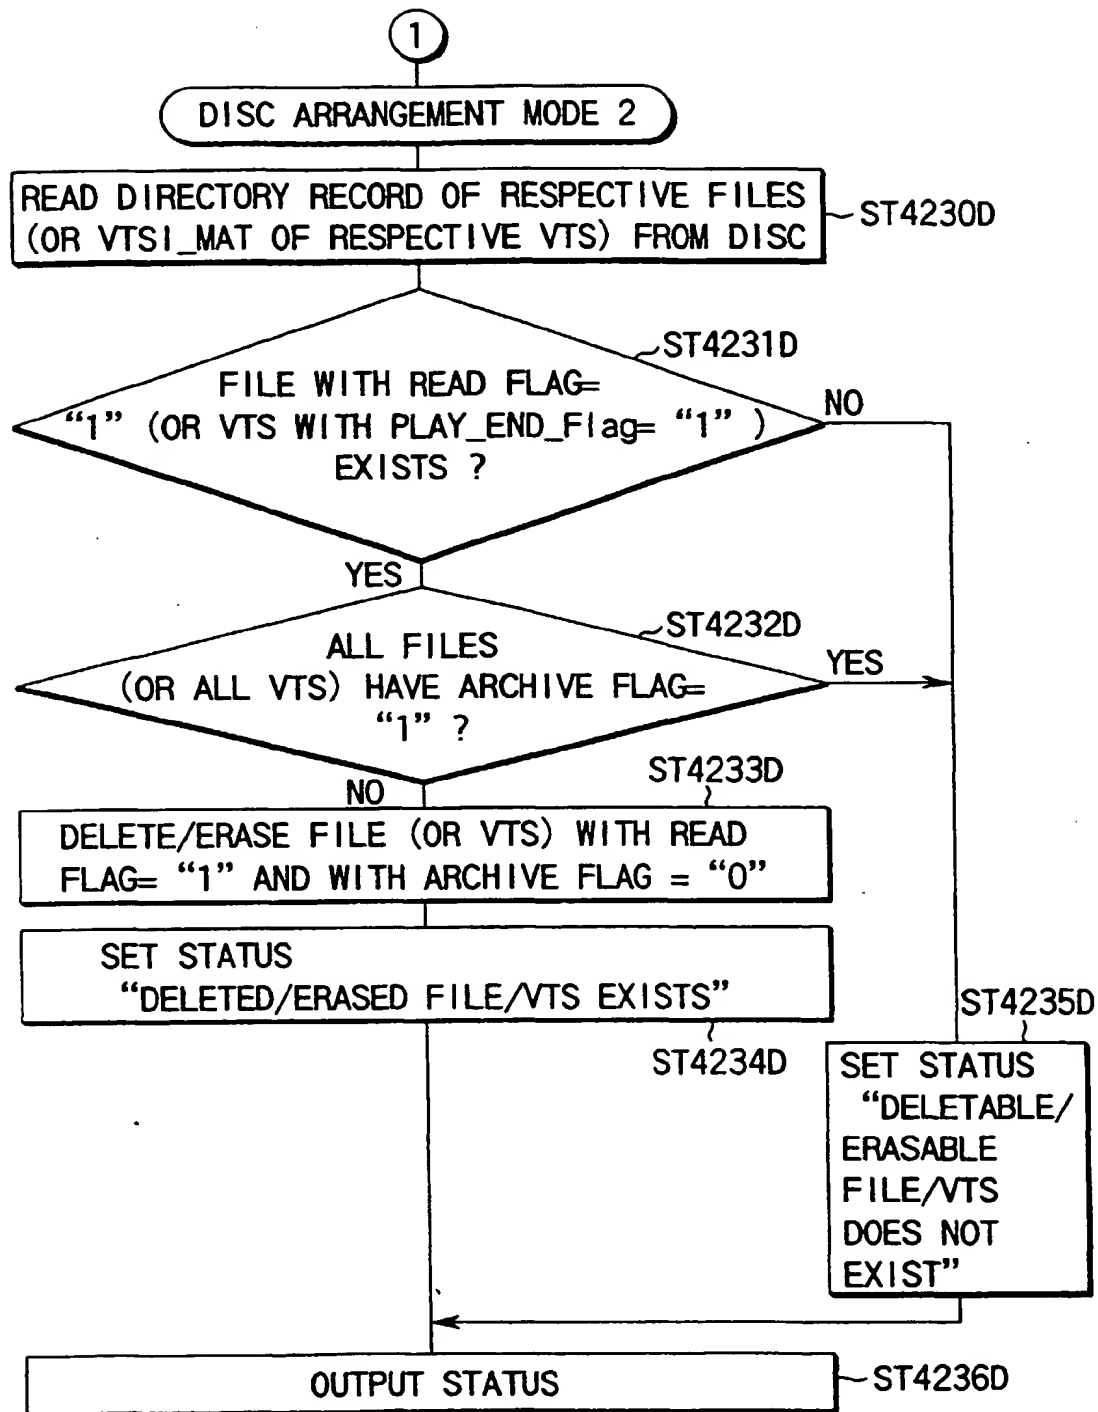 1
DISC ARRANGEMENT MODE 2
READ DIRECTORY RECORD OF RESPECTIVE FILES
(OR VTSI_MAT OF RESPECTIVE VTS) FROM DISC
ST4230D
ST4231D
FILE WITH READ FLAG=
“1” (OR VTS WITH PLAY_END_Flag= “1” )
EXISTS ?
NO
YES
ST4232D
ALL FILES
(OR ALL VTS) HAVE ARCHIVE FLAG=
“1” ?
YES
NO
ST4233D
DELETE/ERASE FILE (OR VTS) WITH READ
FLAG= “1” AND WITH ARCHIVE FLAG = “0”
SET STATUS
“DELETED/ERASED FILE/VTS EXISTS”
ST4234D
ST4235D
SET STATUS
“DELETABLE/
ERASABLE
FILE/VTS
DOES NOT
EXIST”
OUTPUT STATUS
ST4236D